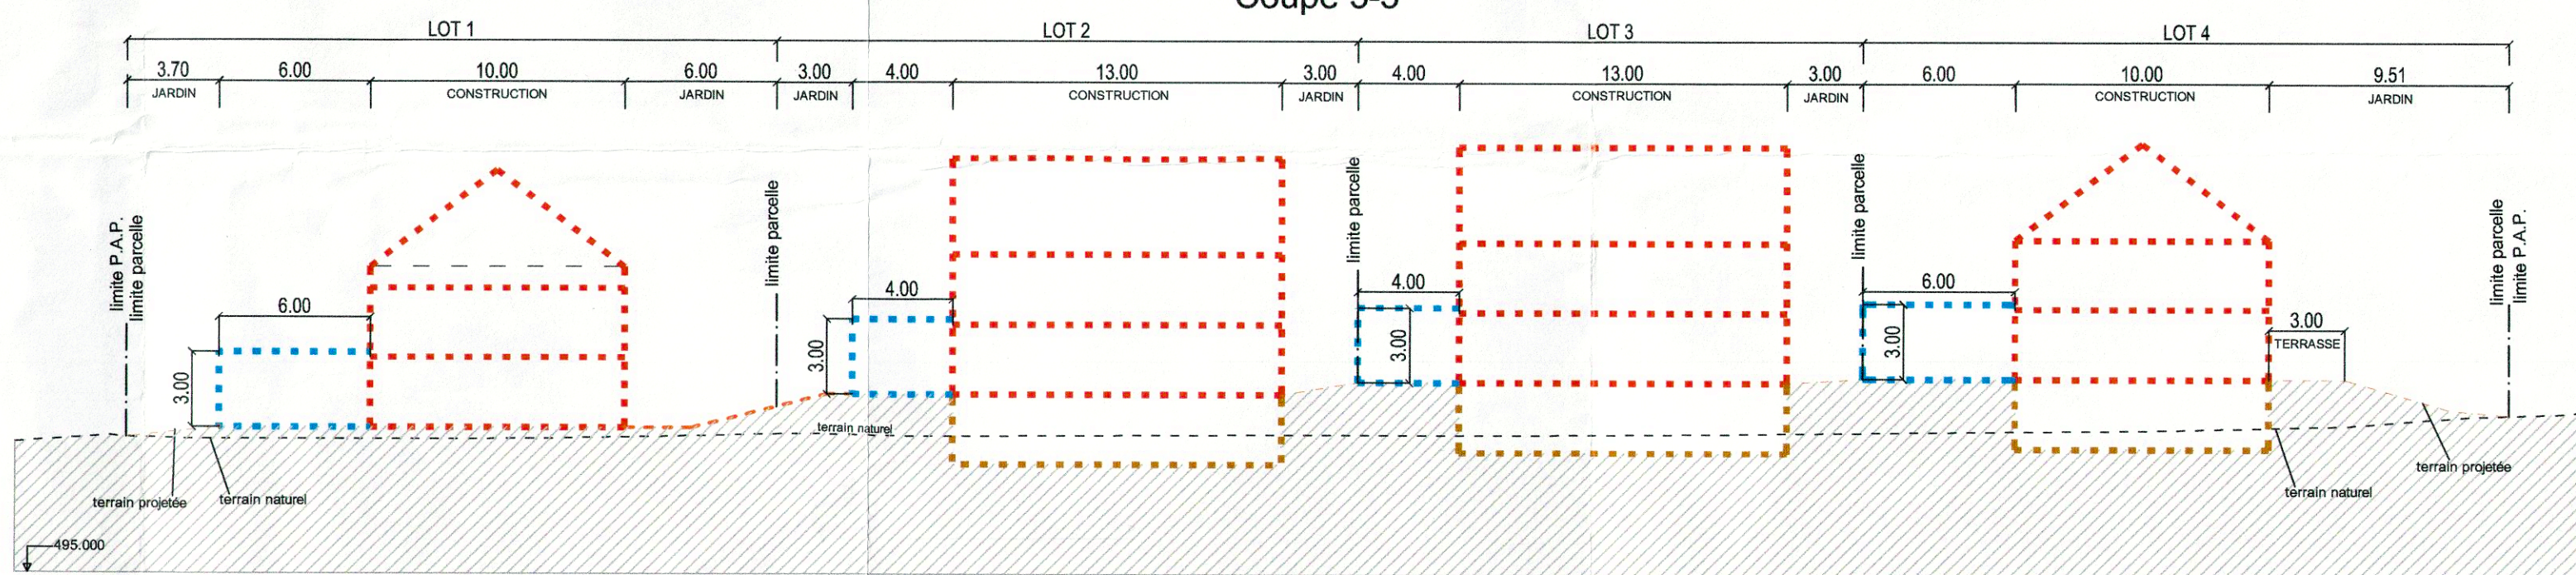 LOT 1 LOT 2 LOT 3 LOT 4
3.70 6.00 10.00 6.00 3.00 4.00 13.00 3.00 4.00 13.00 3.00 6.00 10.00 9.51
JARDIN CONSTRUCTION JARDIN JARDIN CONSTRUCTION JARDIN CONSTRUCTION JARDIN CONSTRUCTION JARDIN
limite P.A.P.
limite parcelle
limite parcelle
limite parcelle
limite parcelle
limite parcelle
limite P.A.P.
6.00
3.00
4.00
3.00
4.00
3.00
6.00
3.00
3.00
TERRASSE
terrain naturel
terrain projetée
terrain naturel
terrain naturel
terrain projetée
495.000